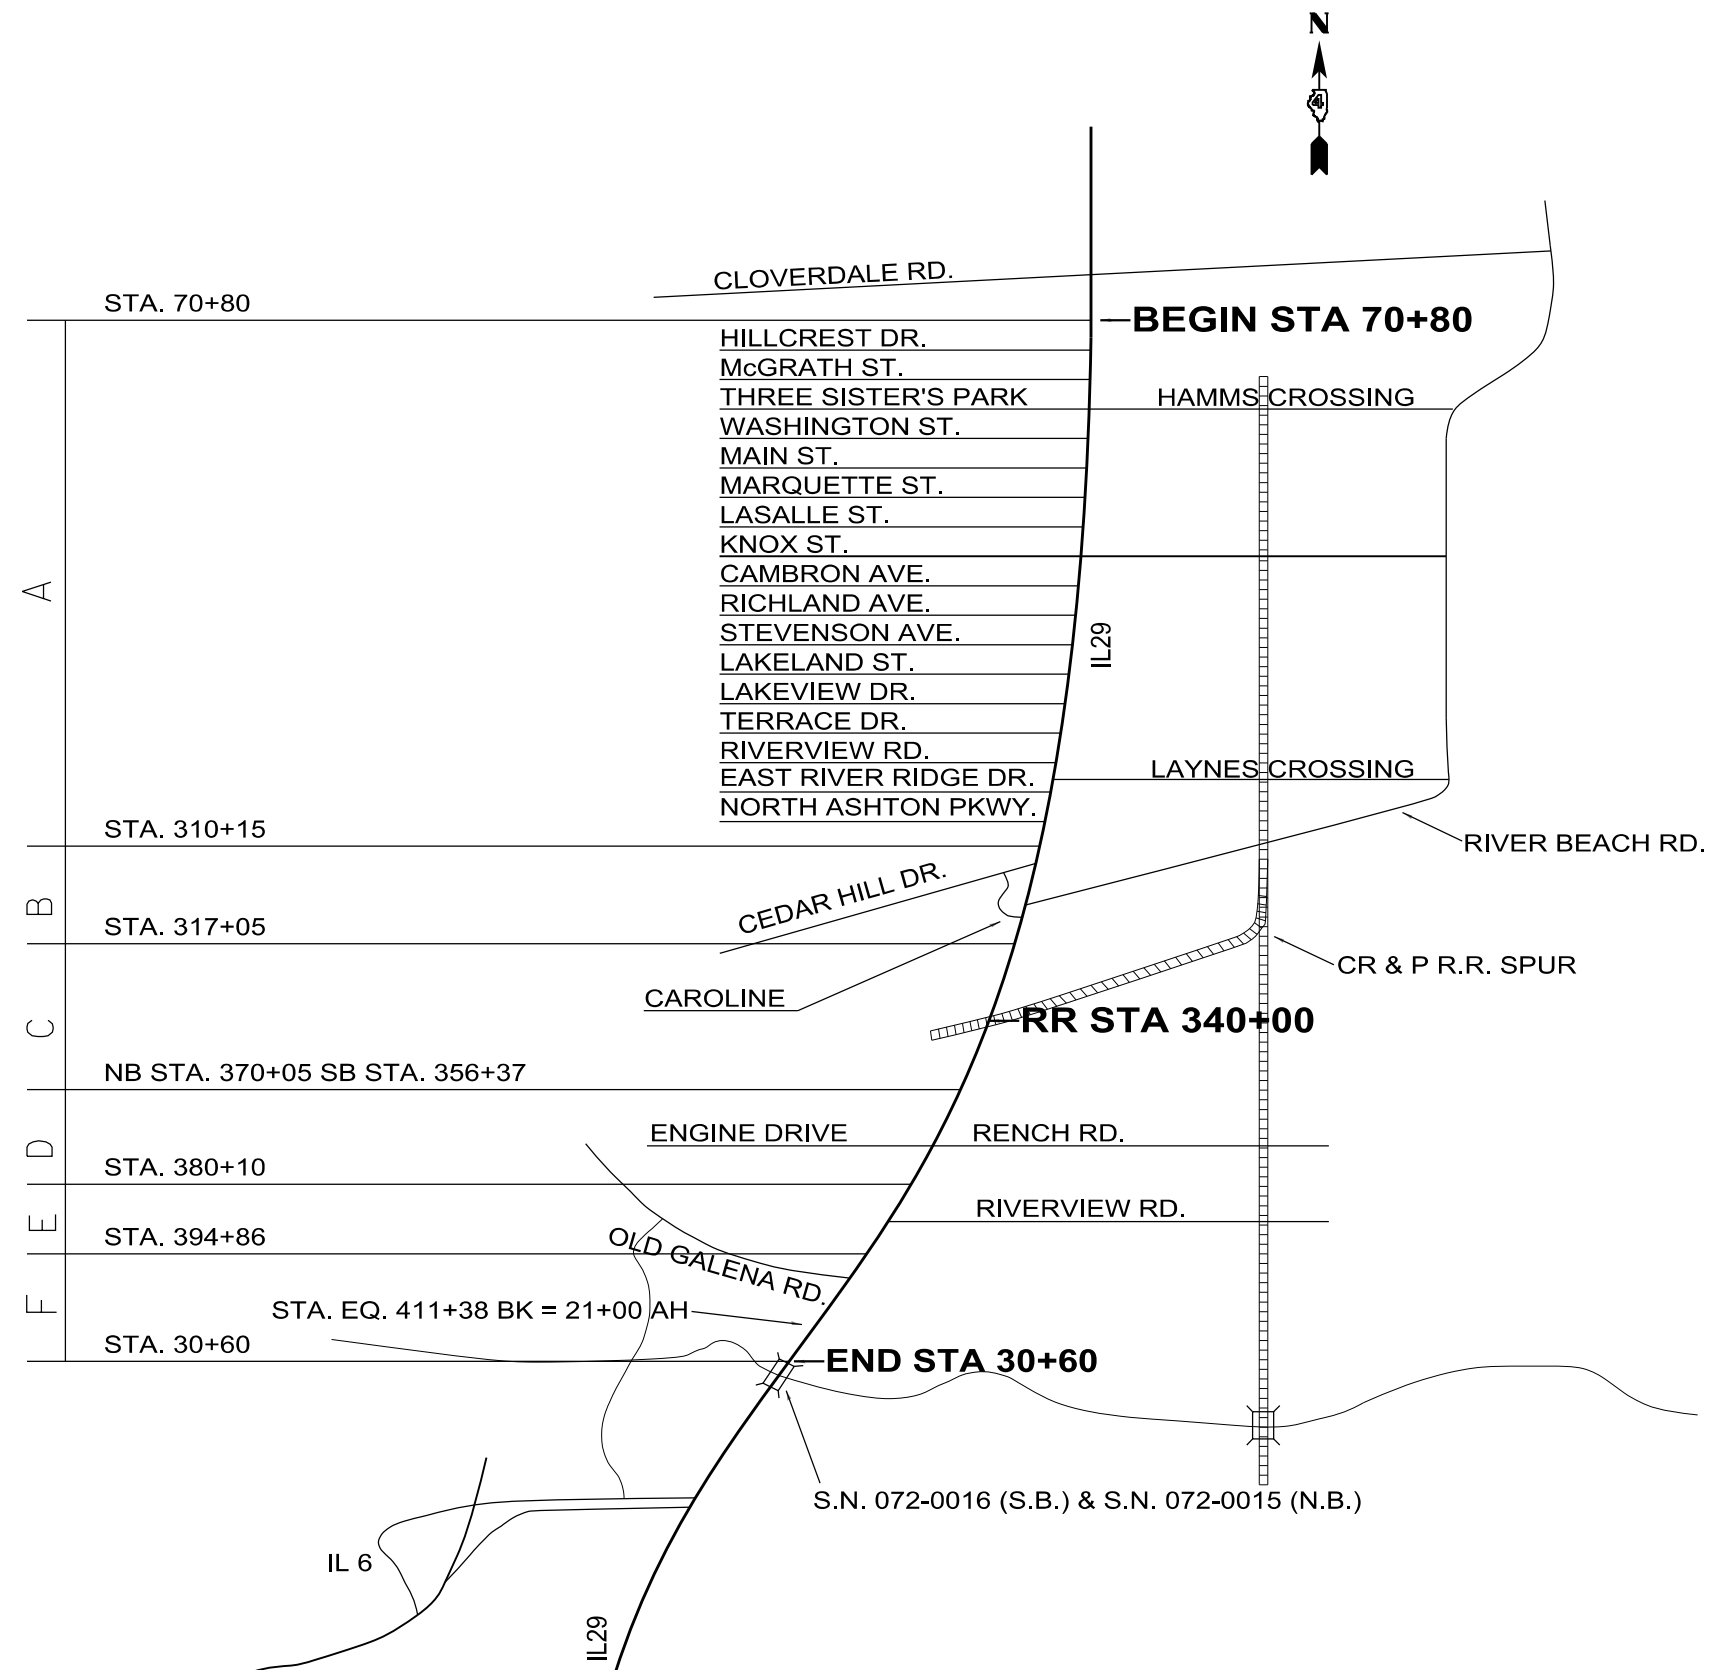 N
4
CLOVERDALE RD.
STA. 70+80
BEGIN STA 70+80
HILLCREST DR.
McGRATH ST.
THREE SISTER'S PARK
HAMMS CROSSING
WASHINGTON ST.
MAIN ST.
MARQUETTE ST.
LASALLE ST.
KNOX ST.
CAMBRON AVE.
A
RICHLAND AVE.
STEVENSON AVE.
IL29
LAKELAND ST.
LAKEVIEW DR.
TERRACE DR.
RIVERVIEW RD.
EAST RIVER RIDGE DR.
LAYNES CROSSING
NORTH ASHTON PKWY.
STA. 310+15
RIVER BEACH RD.
CEDAR HILL DR.
B
STA. 317+05
CR & P R.R. SPUR
CAROLINE
C
RR STA 340+00
NB STA. 370+05 SB STA. 356+37
ENGINE DRIVE
RENCH RD.
D
STA. 380+10
RIVERVIEW RD.
E
STA. 394+86
OLD GALENA RD.
F
STA. EQ. 411+38 BK = 21+00 AH
STA. 30+60
END STA 30+60
S.N. 072-0016 (S.B.) & S.N. 072-0015 (N.B.)
IL 6
IL29